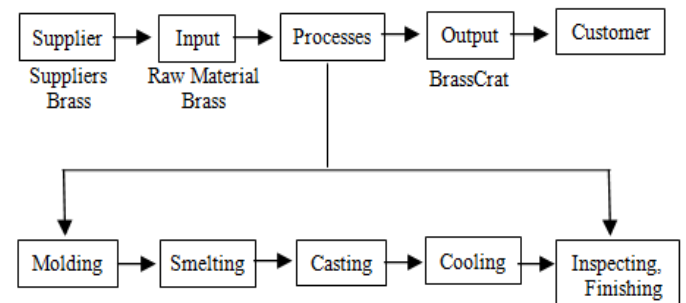 Supplier
Input
Processes
Output
Customer
Suppliers
Brass
Raw Material
Brass
BrassCrat
Molding
Smelting
Casting
Cooling
Inspecting,
Finishing